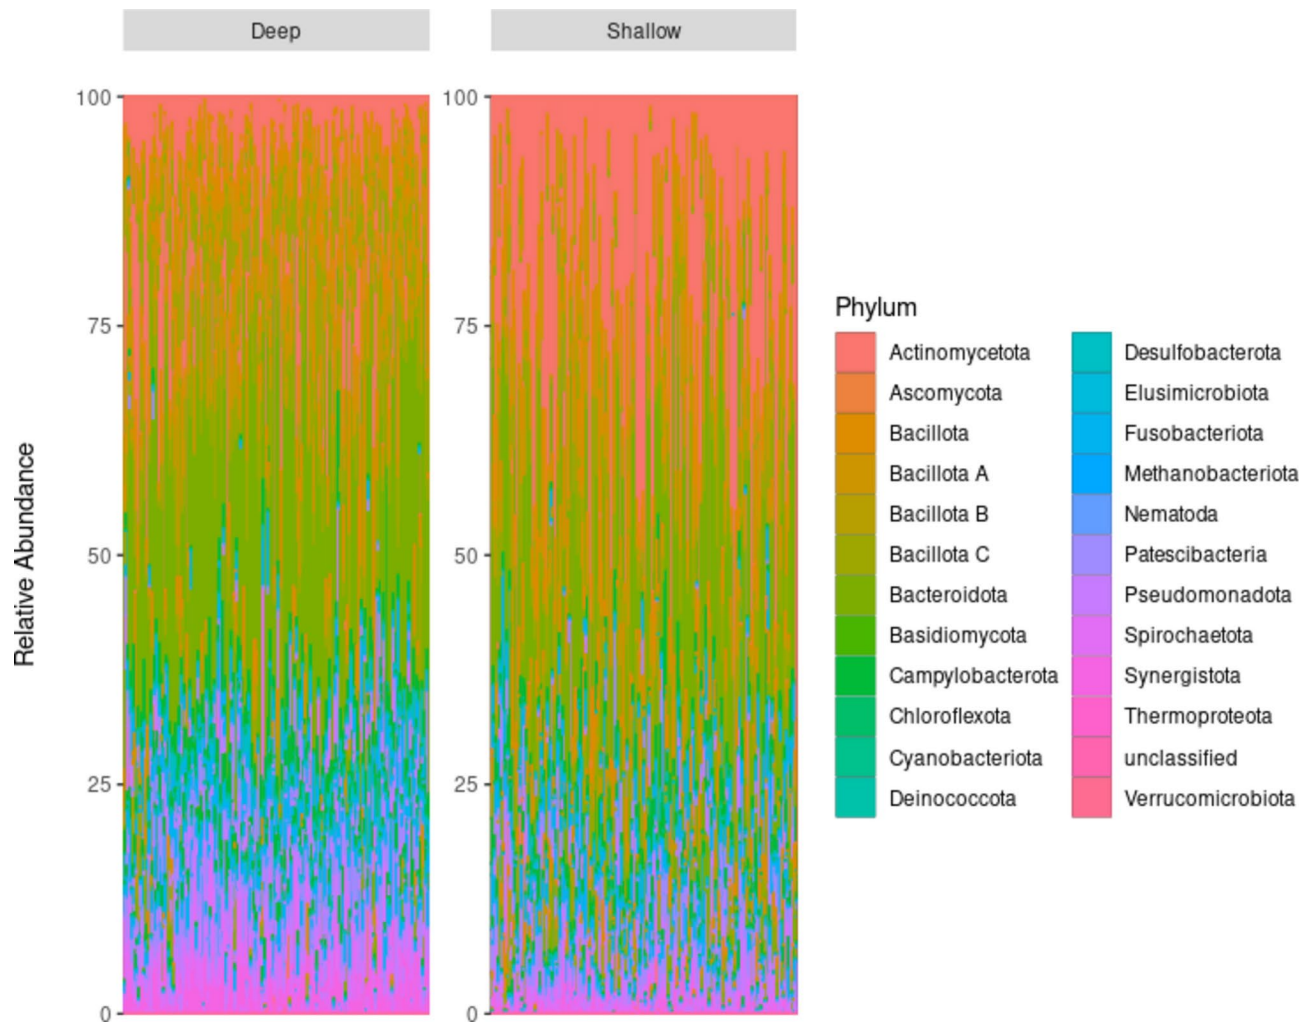 Deep
Shallow
100
75
50
25
0
100
75
50
25
0
Relative Abundance
Phylum
Actinomycetota
Ascomycota
Bacillota
Bacillota A
Bacillota B
Bacillota C
Bacteroidota
Basidiomycota
Campylobacterota
Chloroflexota
Cyanobacteriota
Deinococcota
Desulfobacterota
Elusimicrobiota
Fusobacteriota
Methanobacteriota
Nematoda
Patescibacteria
Pseudomonadota
Spirochaetota
Synergistota
Thermoproteota
unclassified
Verrucomicrobiota